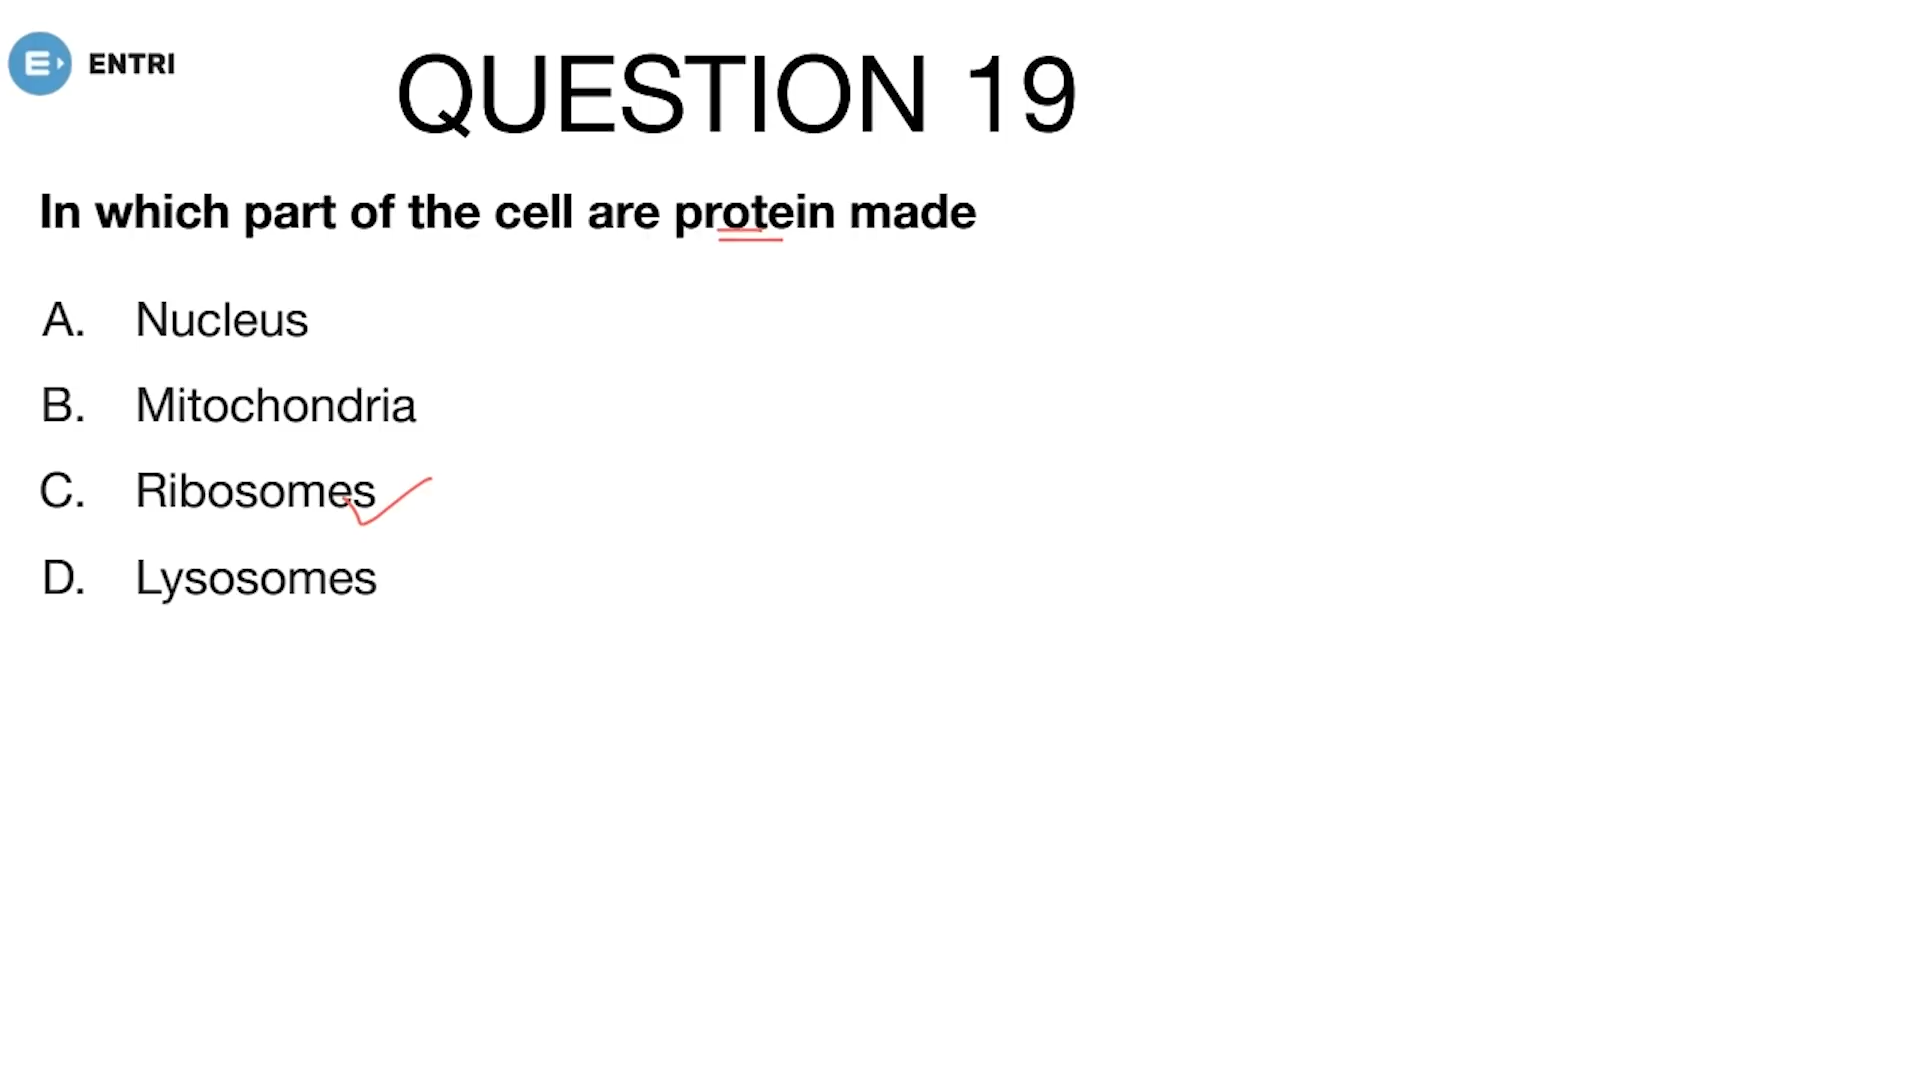 ENTRI
QUESTION 19
In which part of the cell are protein made
A. Nucleus
B. Mitochondria
C. Ribosomes
D. Lysosomes